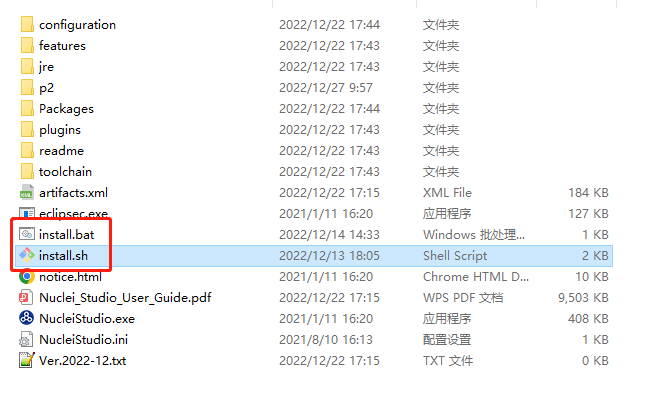 configuration 2022/12/22 17:44 文件夹
features 2022/12/22 17:43 文件夹
jre 2022/12/22 17:43 文件夹
p2 2022/12/27 9:57 文件夹
Packages 2022/12/22 17:44 文件夹
plugins 2022/12/22 17:43 文件夹
readme 2022/12/22 17:43 文件夹
toolchain 2022/12/22 17:43 文件夹
artifacts.xml 2022/12/22 17:15 XML File 184 KB
eclipsec.exe 2021/1/11 16:20 应用程序 127 KB
install.bat 2022/12/14 14:33 Windows 批处理... 1 KB
install.sh 2022/12/13 18:05 Shell Script 2 KB
notice.html 2021/1/11 16:20 Chrome HTML D... 10 KB
Nuclei_Studio_User_Guide.pdf 2022/12/22 17:15 WPS PDF 文档 9,503 KB
NucleiStudio.exe 2021/1/11 16:20 应用程序 408 KB
NucleiStudio.ini 2021/8/10 16:13 配置设置 1 KB
Ver.2022-12.txt 2022/12/22 17:15 TXT 文件 0 KB